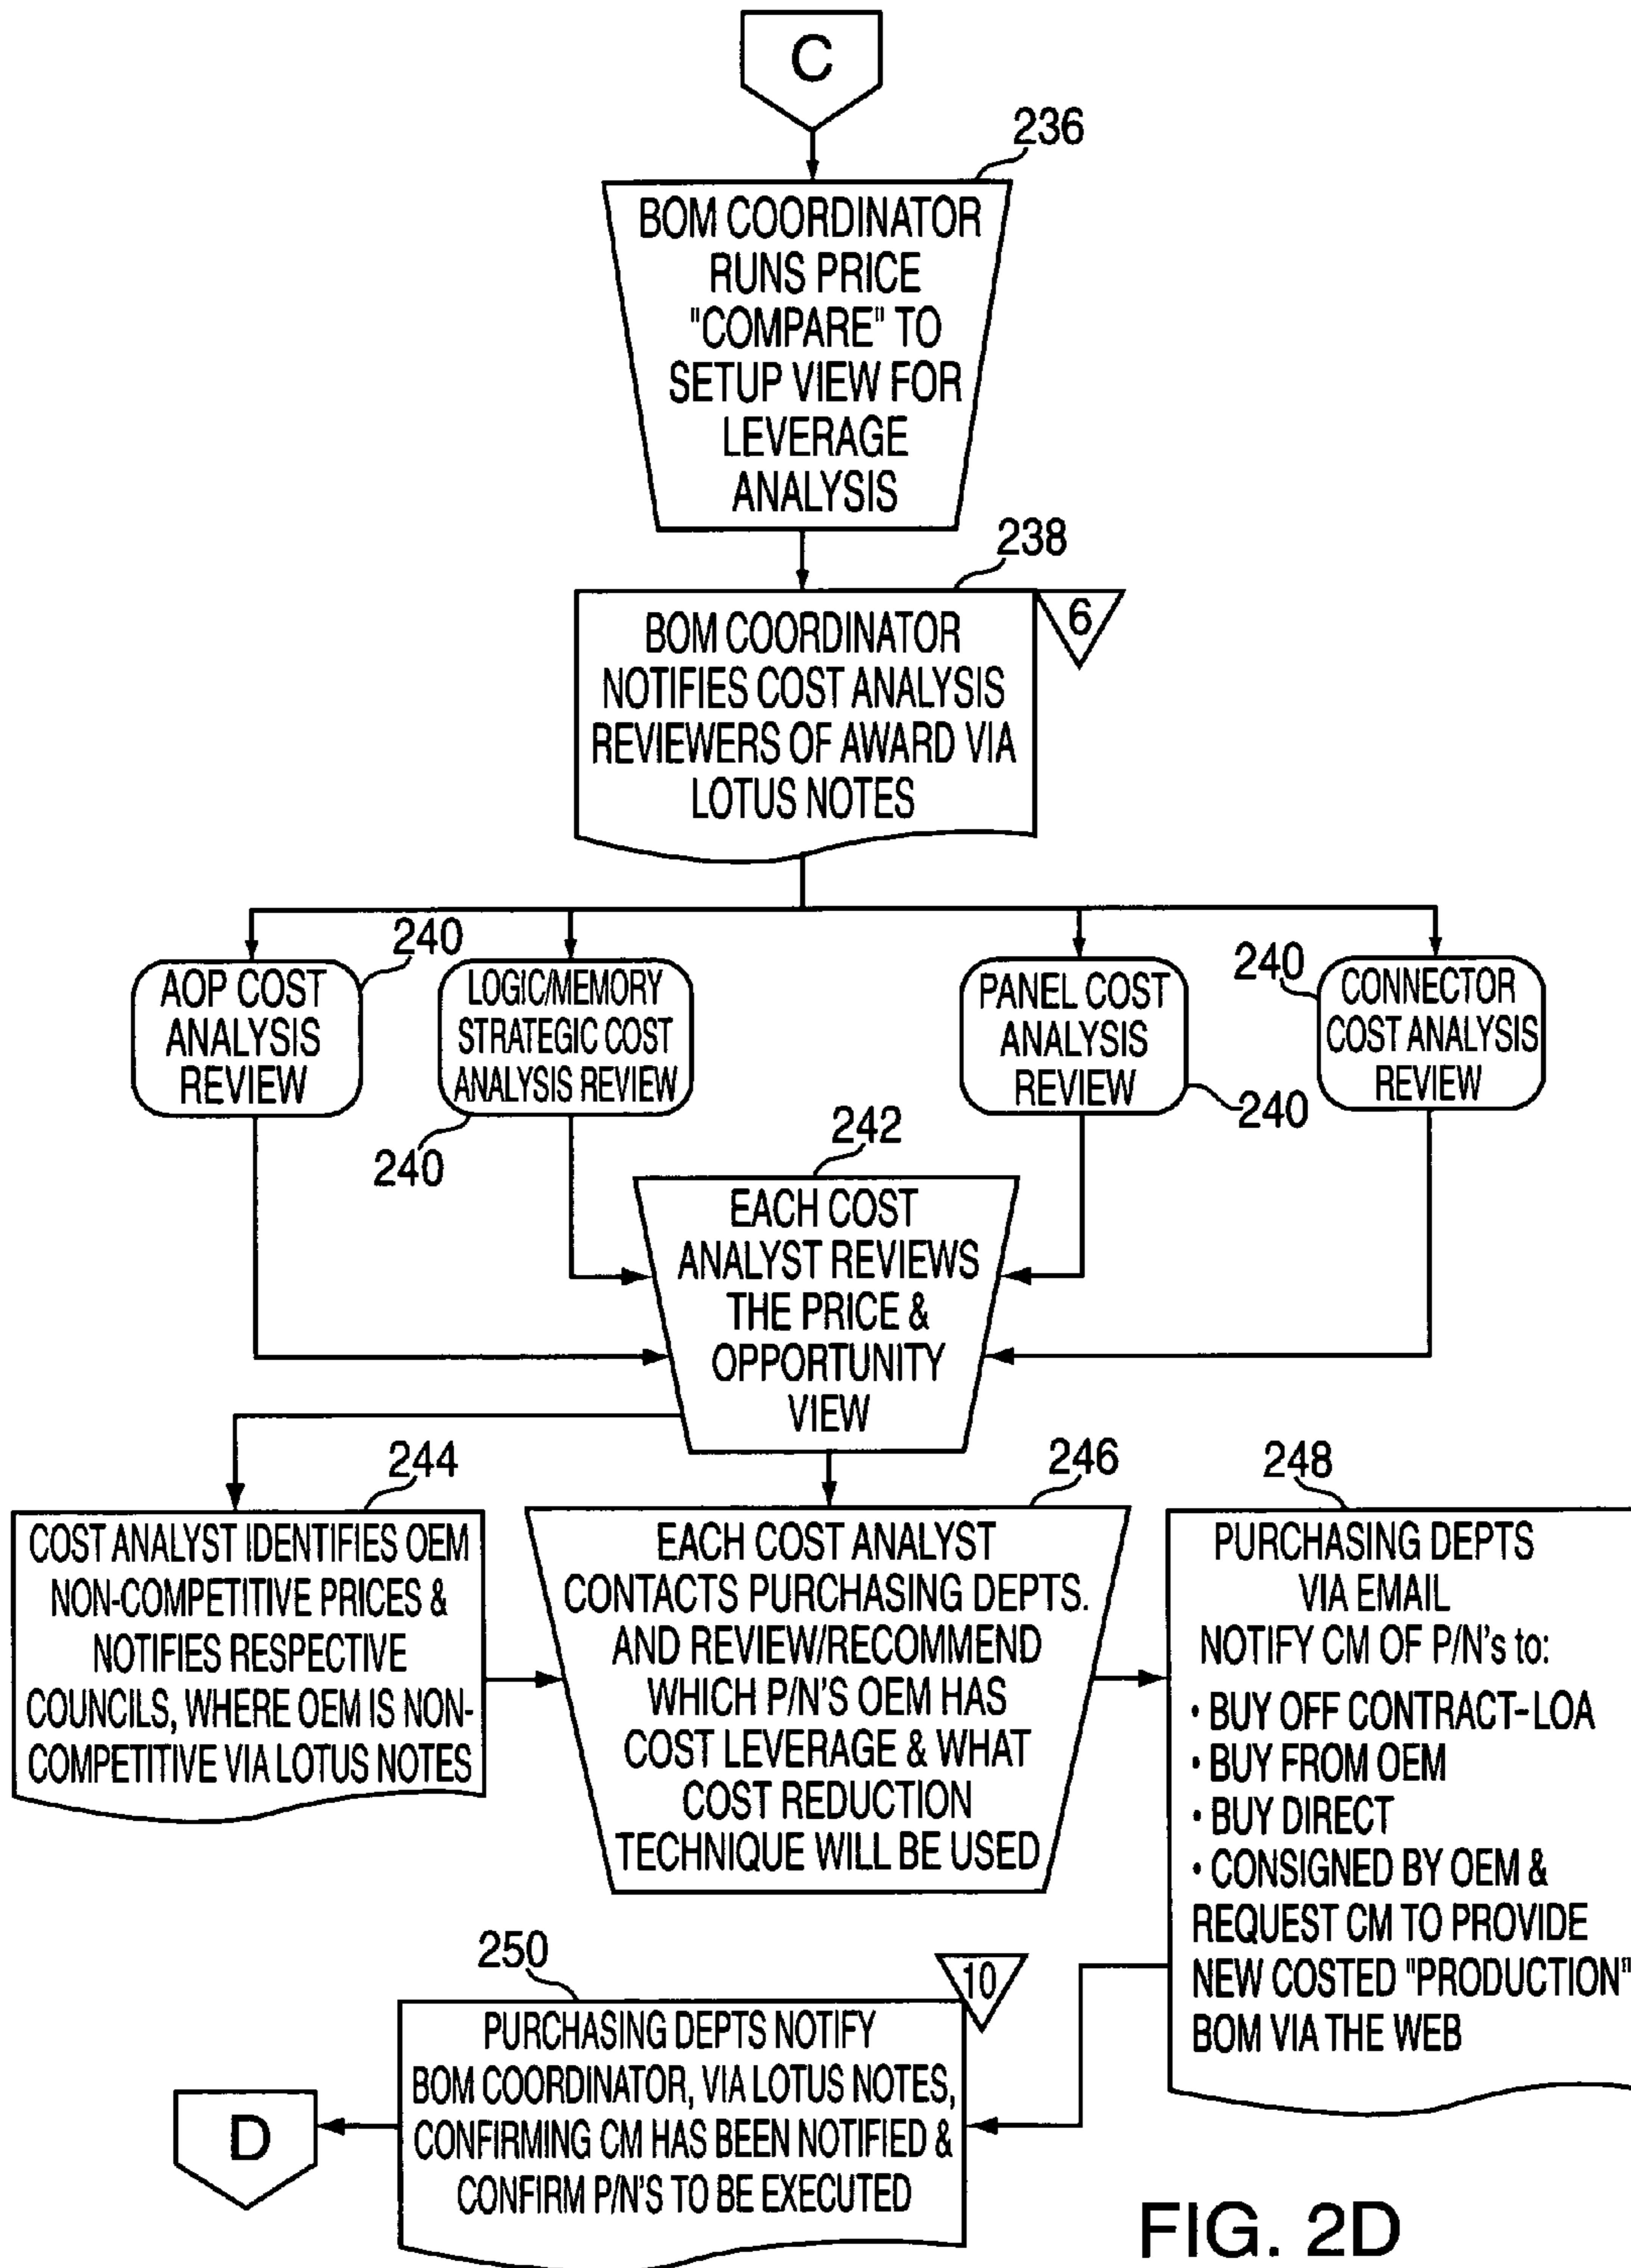 C
236
BOM COORDINATOR
RUNS PRICE
"COMPARE" TO
SETUP VIEW FOR
LEVERAGE
ANALYSIS
238
6
BOM COORDINATOR
NOTIFIES COST ANALYSIS
REVIEWERS OF AWARD VIA
LOTUS NOTES
240
AOP COST
ANALYSIS
REVIEW
LOGIC/MEMORY
STRATEGIC COST
ANALYSIS REVIEW
240
PANEL COST
ANALYSIS
REVIEW
240
240
CONNECTOR
COST ANALYSIS
REVIEW
242
EACH COST
ANALYST REVIEWS
THE PRICE &
OPPORTUNITY
VIEW
244
COST ANALYST IDENTIFIES OEM
NON-COMPETITIVE PRICES &
NOTIFIES RESPECTIVE
COUNCILS, WHERE OEM IS NON-
COMPETITIVE VIA LOTUS NOTES
246
EACH COST ANALYST
CONTACTS PURCHASING DEPTS.
AND REVIEW/RECOMMEND
WHICH P/N'S OEM HAS
COST LEVERAGE & WHAT
COST REDUCTION
TECHNIQUE WILL BE USED
248
PURCHASING DEPTS
VIA EMAIL
NOTIFY CM OF P/N's to:
• BUY OFF CONTRACT-LOA
• BUY FROM OEM
• BUY DIRECT
• CONSIGNED BY OEM &
REQUEST CM TO PROVIDE
NEW COSTED "PRODUCTION"
BOM VIA THE WEB
250
10
PURCHASING DEPTS NOTIFY
BOM COORDINATOR, VIA LOTUS NOTES,
CONFIRMING CM HAS BEEN NOTIFIED &
CONFIRM P/N'S TO BE EXECUTED
D
FIG. 2D